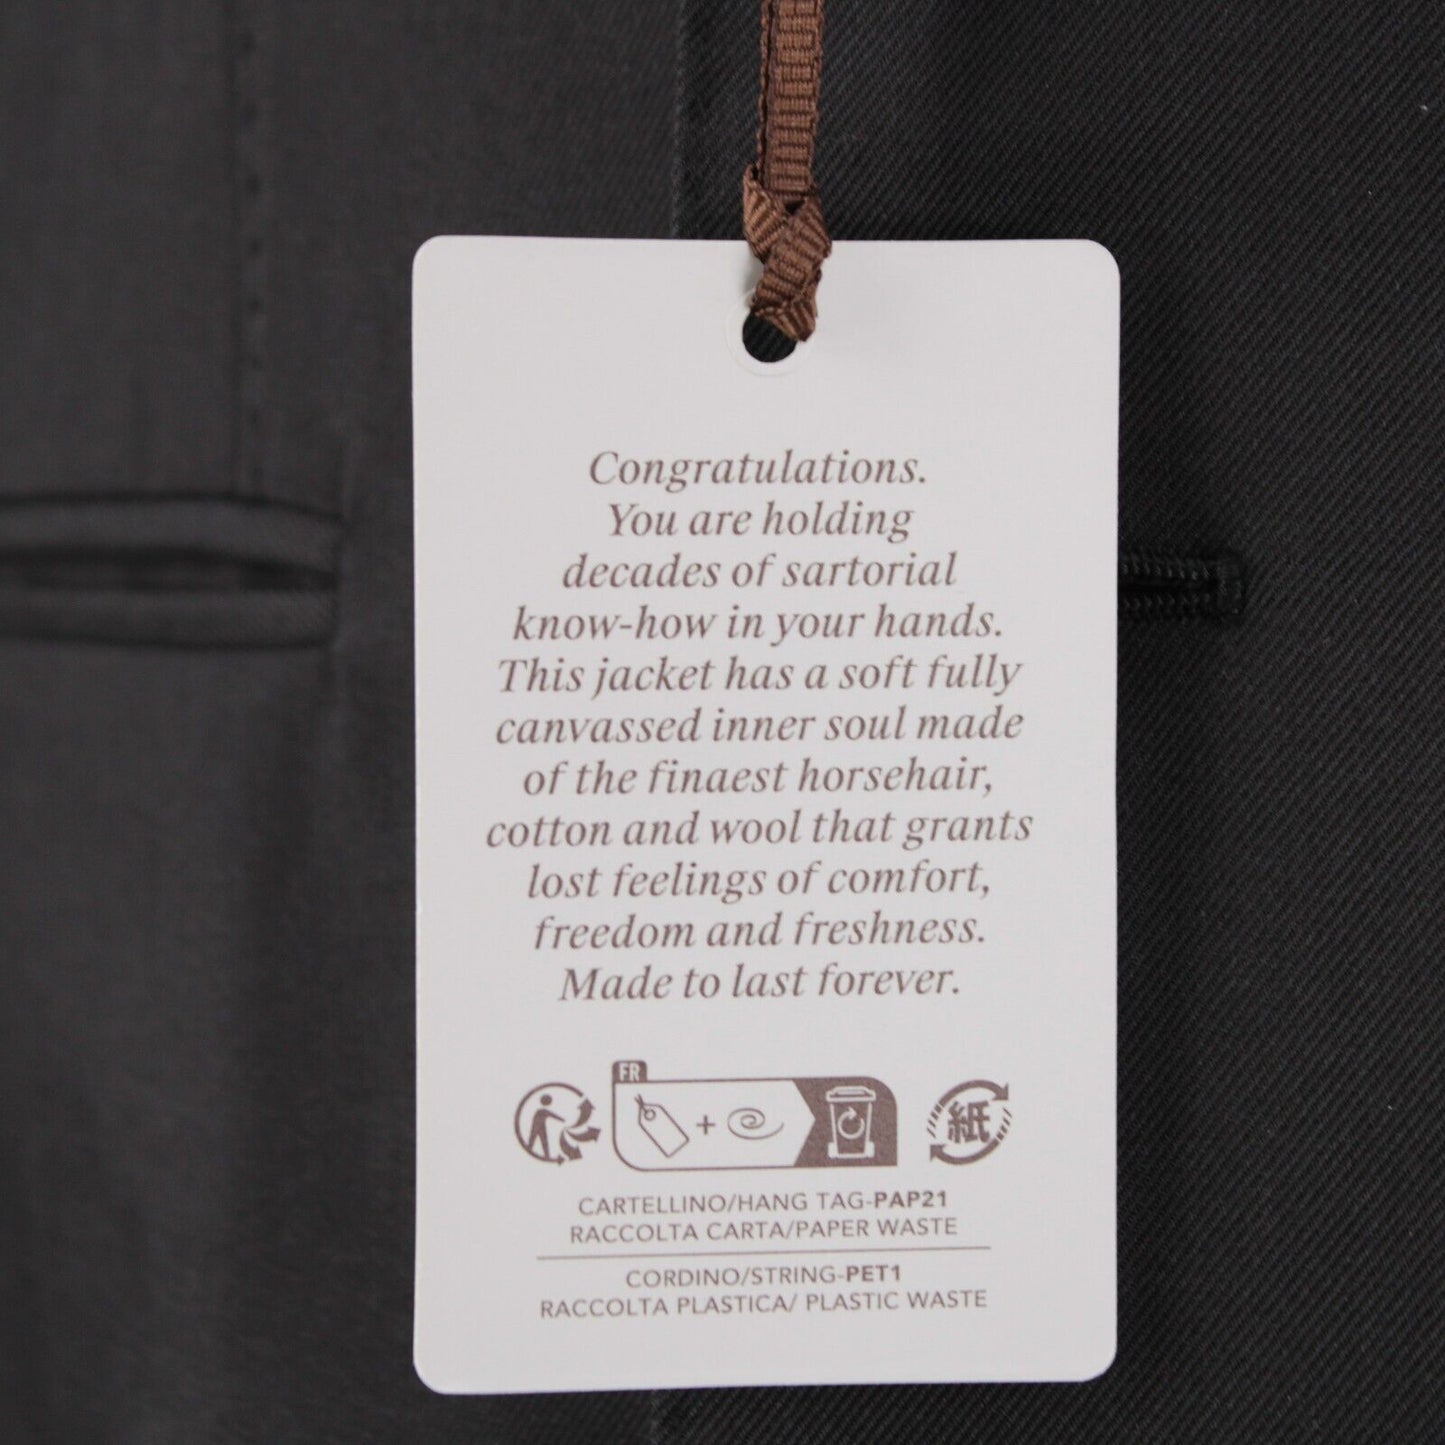 Congratulations.
You are holding
decades of sartorial
know-how in your hands.
This jacket has a soft fully
canvassed inner soul made
of the finaest horsehair,
cotton and wool that grants
lost feelings of comfort,
freedom and freshness.
Made to last forever.
FR
+
紙
CARTELLINO/HANG TAG-PAP21
RACCOLTA CARTA/PAPER WASTE
CORDINO/STRING-PET1
RACCOLTA PLASTICA/ PLASTIC WASTE